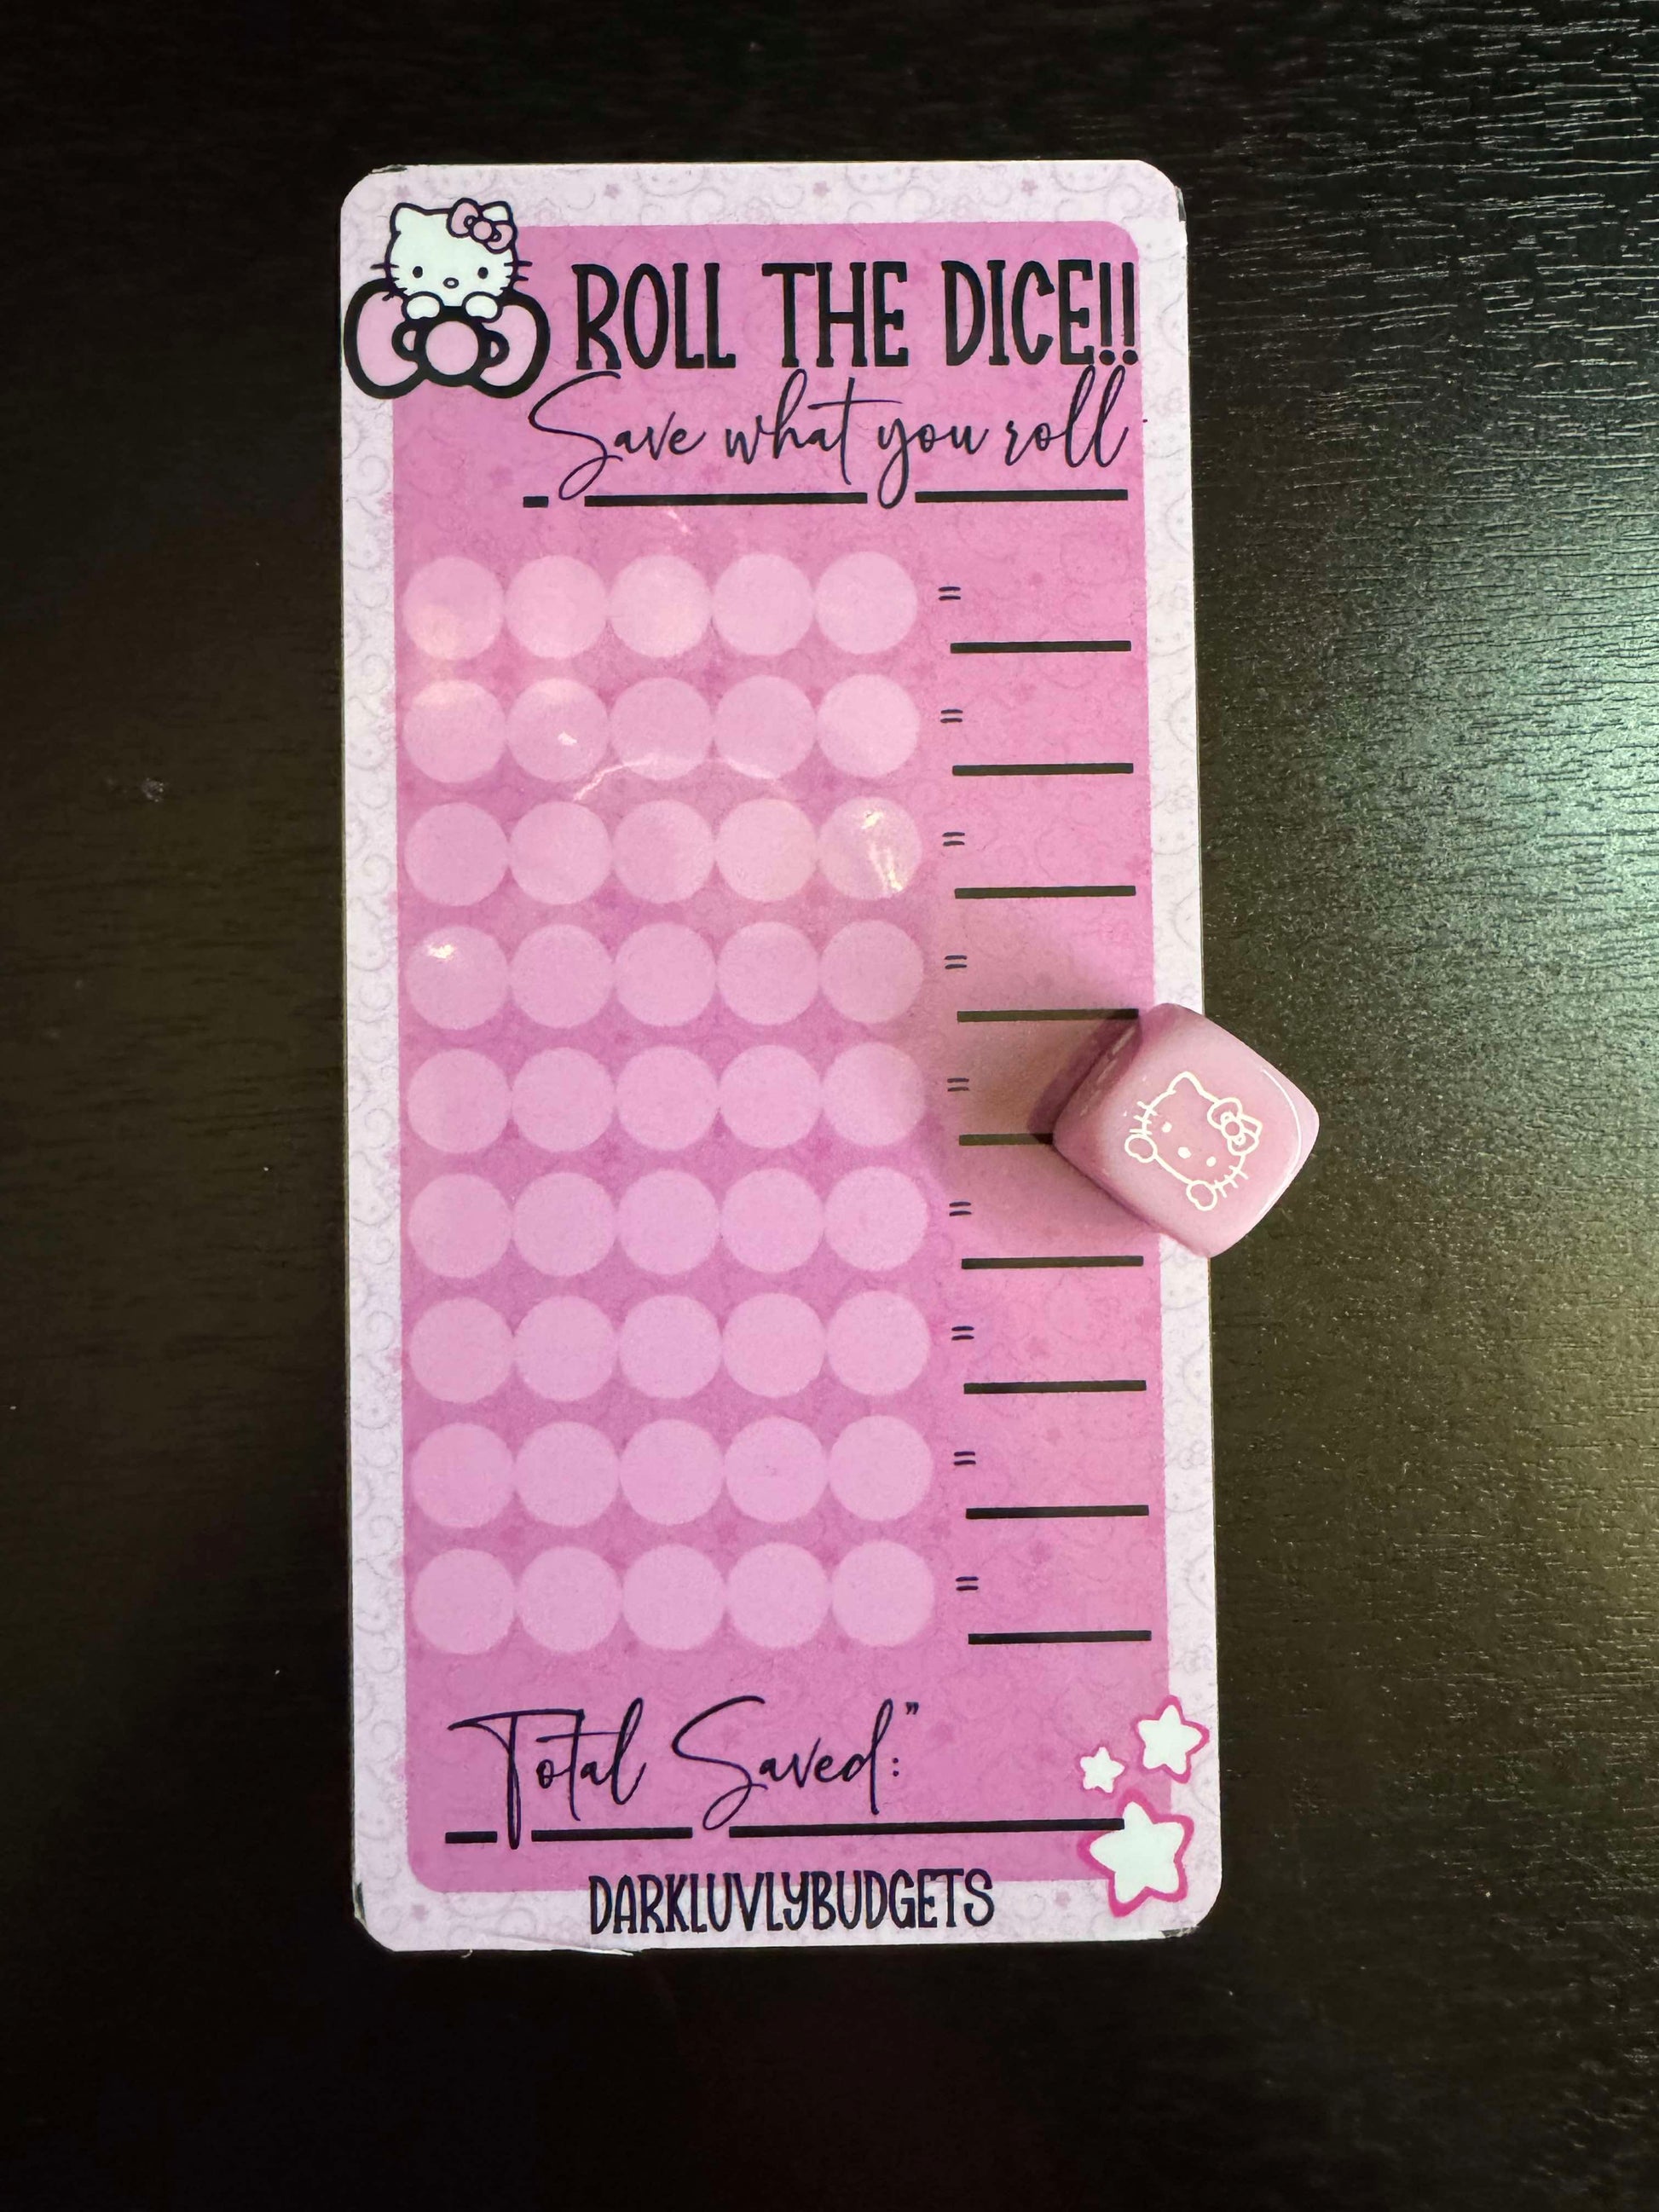 ROLL THE DICE!!
Save what you roll
=
=
=
=
=
=
=
=
=
Total Saved:"
DARKLUVLYBUDGETS